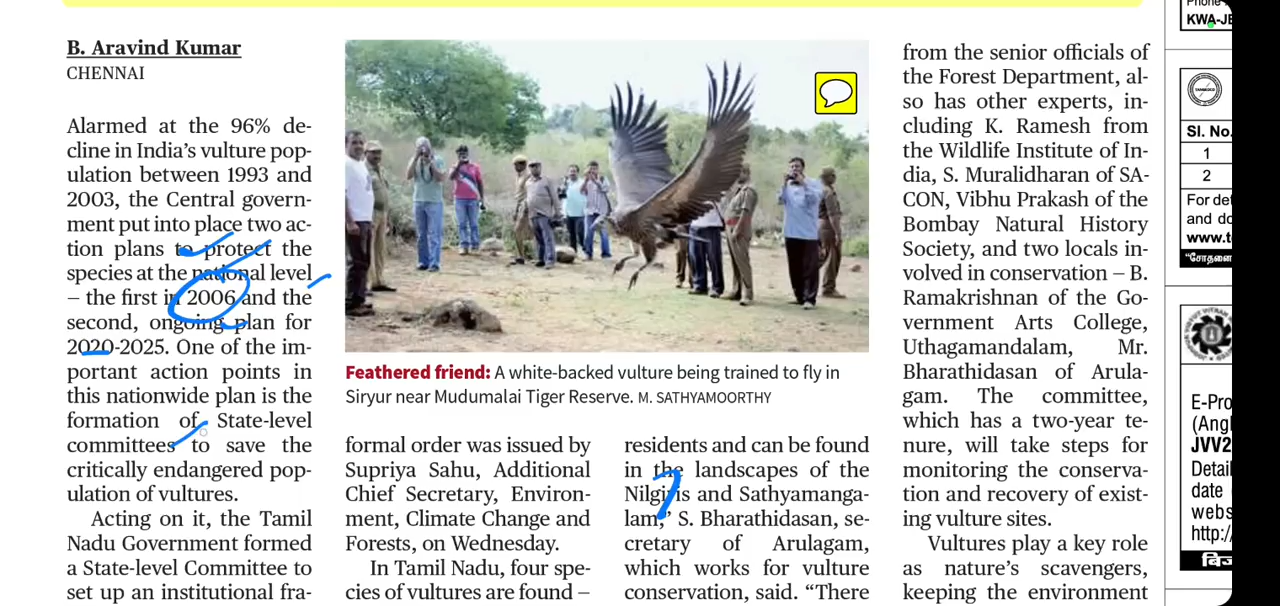 B. Aravind Kumar
CHENNAI
Alarmed at the 96% de-
cline in India's vulture pop-
ulation between 1993 and
2003, the Central govern-
ment put into place two ac-
tion plans to protect the
species at the national level
– the first in 2006 and the
second, ongoing plan for
2020-2025. One of the im-
portant action points in
this nationwide plan is the
formation of State-level
committees to save the
critically endangered pop-
ulation of vultures.
Acting on it, the Tamil
Nadu Government formed
a State-level Committee to
set up an institutional fra-
Feathered friend: A white-backed vulture being trained to fly in
Siryur near Mudumalai Tiger Reserve. M. SATHYAMOORTHY
formal order was issued by
Supriya Sahu, Additional
Chief Secretary, Environ-
ment, Climate Change and
Forests, on Wednesday.
In Tamil Nadu, four spe-
cies of vultures are found –
residents and can be found
in the landscapes of the
Nilgiris and Sathyamanga-
lam," S. Bharathidasan, se-
cretary of Arulagam,
which works for vulture
conservation, said. "There
from the senior officials of
the Forest Department, al-
so has other experts, in-
cluding K. Ramesh from
the Wildlife Institute of In-
dia, S. Muralidharan of SA-
CON, Vibhu Prakash of the
Bombay Natural History
Society, and two locals in-
volved in conservation – B.
Ramakrishnan of the Go-
vernment Arts College,
Uthagamandalam, Mr.
Bharathidasan of Arula-
gam. The committee,
which has a two-year te-
nure, will take steps for
monitoring the conserva-
tion and recovery of exist-
ing vulture sites.
Vultures play a key role
as nature's scavengers,
keeping the environment
Phone
KWA-JE
Sl. No.
1
2
For det
and do
www.t
E-Pro
(Angl
JVV2
Detail
date
webs
http:/